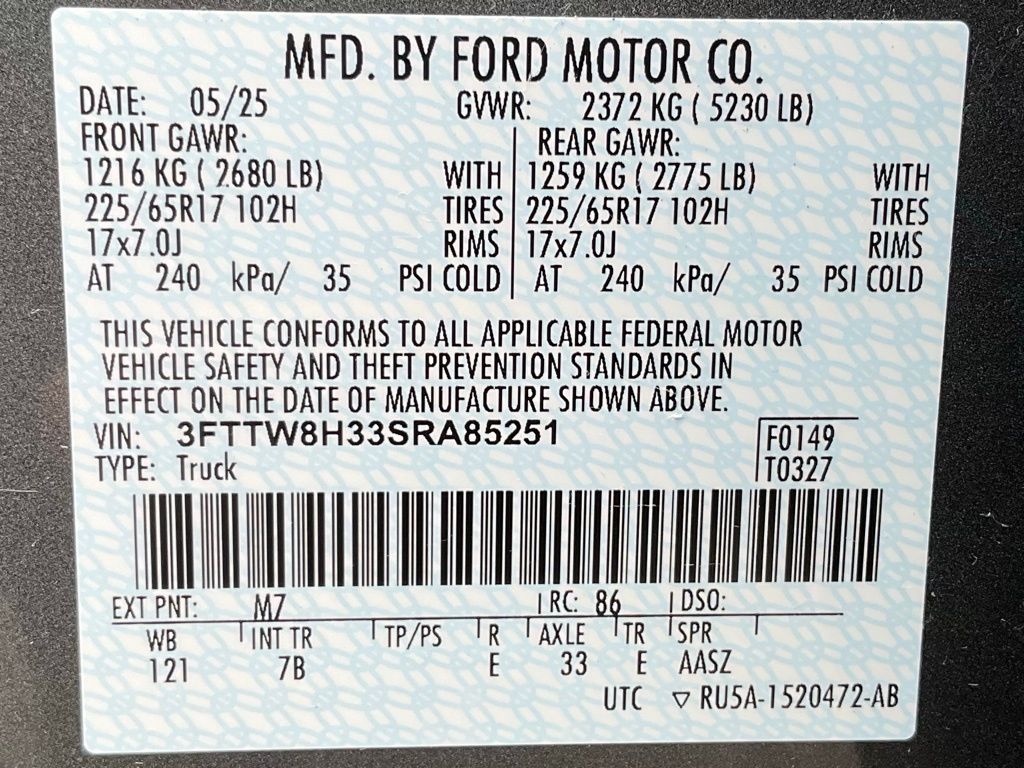 MFD. BY FORD MOTOR CO.
DATE: 05/25 GVWR: 2372 KG ( 5230 LB)
FRONT GAWR: REAR GAWR:
1216 KG ( 2680 LB) WITH 1259 KG ( 2775 LB) WITH
225/65R17 102H TIRES 225/65R17 102H TIRES
17x7.0J RIMS 17x7.0J RIMS
AT 240 kPa/ 35 PSI COLD AT 240 kPa/ 35 PSI COLD
THIS VEHICLE CONFORMS TO ALL APPLICABLE FEDERAL MOTOR
VEHICLE SAFETY AND THEFT PREVENTION STANDARDS IN
EFFECT ON THE DATE OF MANUFACTURE SHOWN ABOVE.
VIN: 3FTTW8H33SRA85251 F0149
TYPE: Truck T0327
EXT PNT: M7 RC: 86 DSO:
WB INT TR TP/PS R AXLE TR SPR
121 7B E 33 E AASZ
UTC ▽ RU5A-1520472-AB